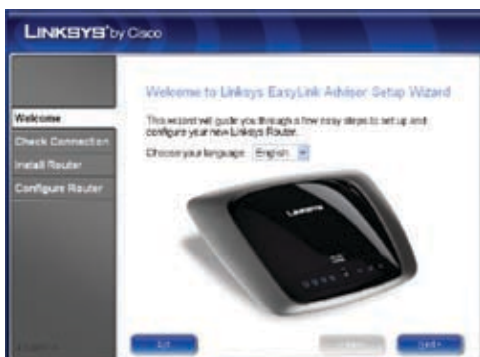 LINKSYS by Cisco
Welcome to Linksys EasyLink Advisor Setup Wizard
Welcome
Check Connection
Install Router
Configure Router
This wizard will guide you through a few easy steps to set up and
configure your new Linksys Router.
Choose your language English
LINKSYS
Next